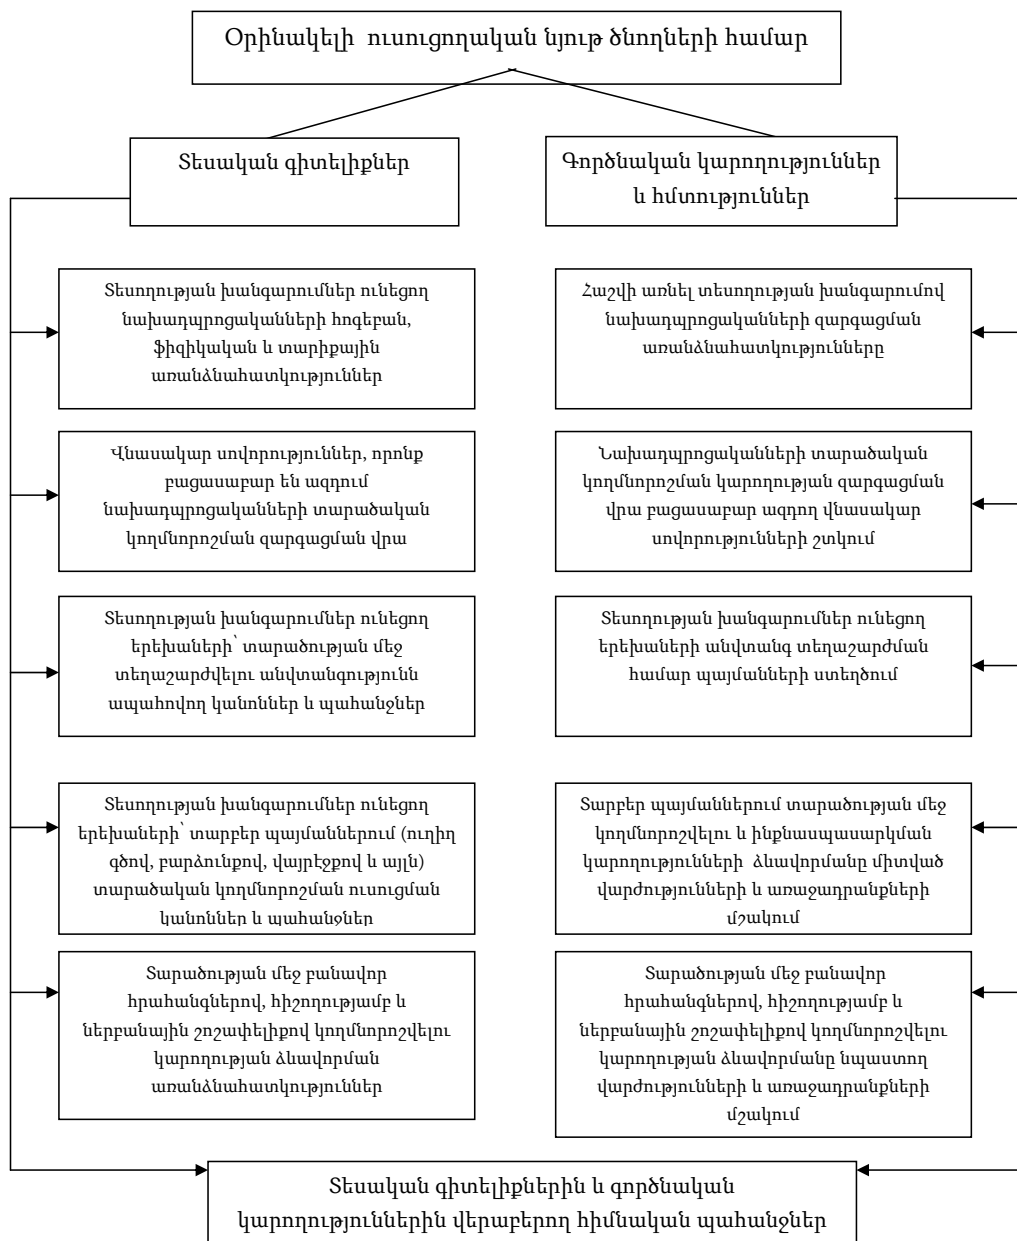 Օրինակելի ուսուցողական նյութ ծնողների համար
Տեսական գիտելիքներ
Գործնական կարողություններ
և հմտություններ
Տեսողության խանգարումներ ունեցող
նախադպրոցականների հոգեբան,
ֆիզիկական և տարիքային
առանձնահատկություններ
Հաշվի առնել տեսողության խանգարումով
նախադպրոցականների զարգացման
առանձնահատկությունները
Վնասակար սովորություններ, որոնք
բացասաբար են ազդում
նախադպրոցականների տարածական
կողմնորոշման զարգացման վրա
Նախադպրոցականների տարածական
կողմնորոշման կարողության զարգացման
վրա բացասաբար ազդող վնասակար
սովորությունների շտկում
Տեսողության խանգարումներ ունեցող
երեխաների՝ տարածության մեջ
տեղաշարժվելու անվտանգությունն
ապահովող կանոններ և պահանջներ
Տեսողության խանգարումներ ունեցող
երեխաների անվտանգ տեղաշարժման
համար պայմանների ստեղծում
Տեսողության խանգարումներ ունեցող
երեխաների՝ տարբեր պայմաններում (ուղիղ
գծով, բարձունքով, վայրէջքով և այլն)
տարածական կողմնորոշման ուսուցման
կանոններ և պահանջներ
Տարբեր պայմաններում տարածության մեջ
կողմնորոշվելու և ինքնասպասարկման
կարողությունների ձևավորմանը միտված
վարժությունների և առաջադրանքների
մշակում
Տարածության մեջ բանավոր
հրահանգներով, հիշողությամբ և
ներբանային շոշափելիքով կողմնորոշվելու
կարողության ձևավորման
առանձնահատկություններ
Տարածության մեջ բանավոր
հրահանգներով, հիշողությամբ և
ներբանային շոշափելիքով կողմնորոշվելու
կարողության ձևավորմանը նպաստող
վարժությունների և առաջադրանքների
մշակում
Տեսական գիտելիքներին և գործնական
կարողություններին վերաբերող հիմնական պահանջներ